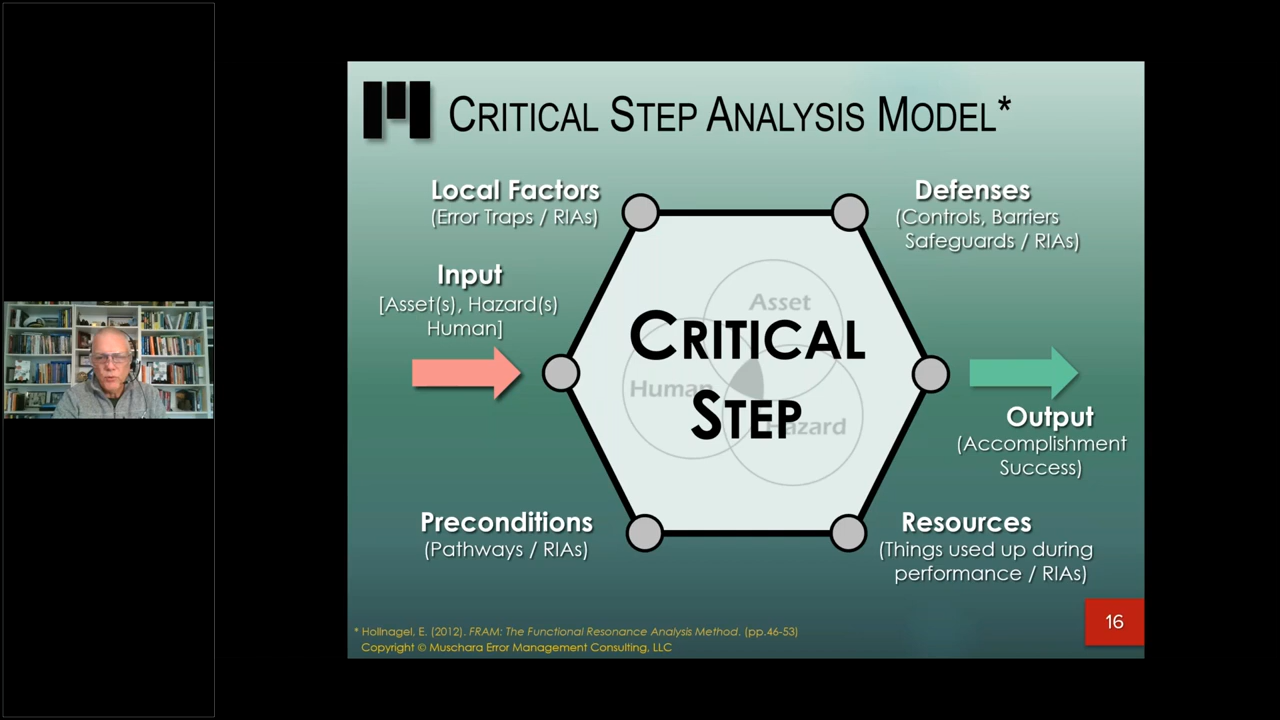 CRITICAL STEP ANALYSIS MODEL*
Local Factors
(Error Traps / RIAs)
Defenses
(Controls, Barriers
Safeguards / RIAs)
Input
[Asset(s), Hazard(s)
Human]
Asset
Human
Hazard
CRITICAL
STEP
Output
(Accomplishment
Success)
Preconditions
(Pathways / RIAs)
Resources
(Things used up during
performance / RIAs)
16
* Hollnagel, E. (2012). FRAM: The Functional Resonance Analysis Method. (pp.46-53)
Copyright © Muschara Error Management Consulting, LLC